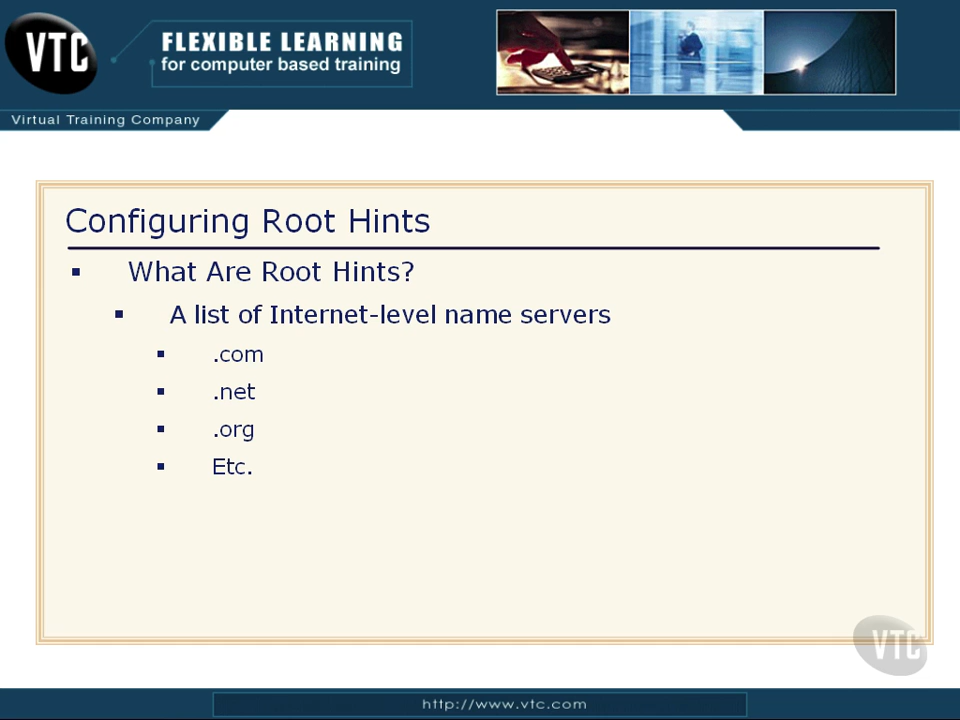 VTC
FLEXIBLE LEARNING
for computer based training
Virtual Training Company
Configuring Root Hints
What Are Root Hints?
A list of Internet-level name servers
.com
.net
.org
Etc.
VTC
http://www.vtc.com